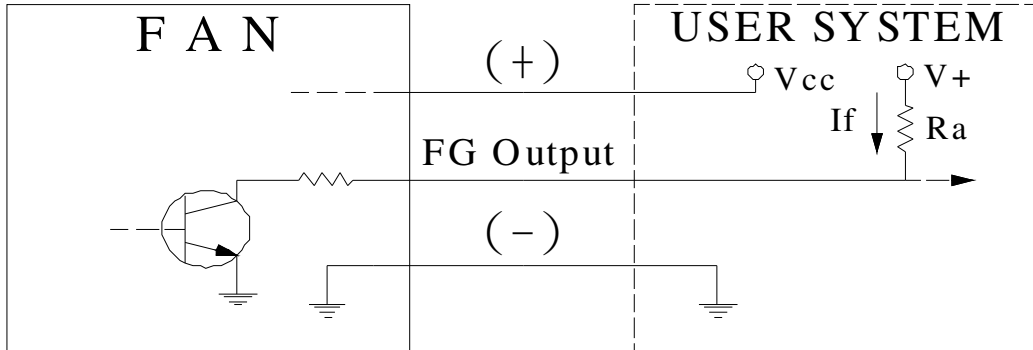 F A N
USER SYSTEM
(+)
Vcc
V+
If
Ra
FG Output
(-)